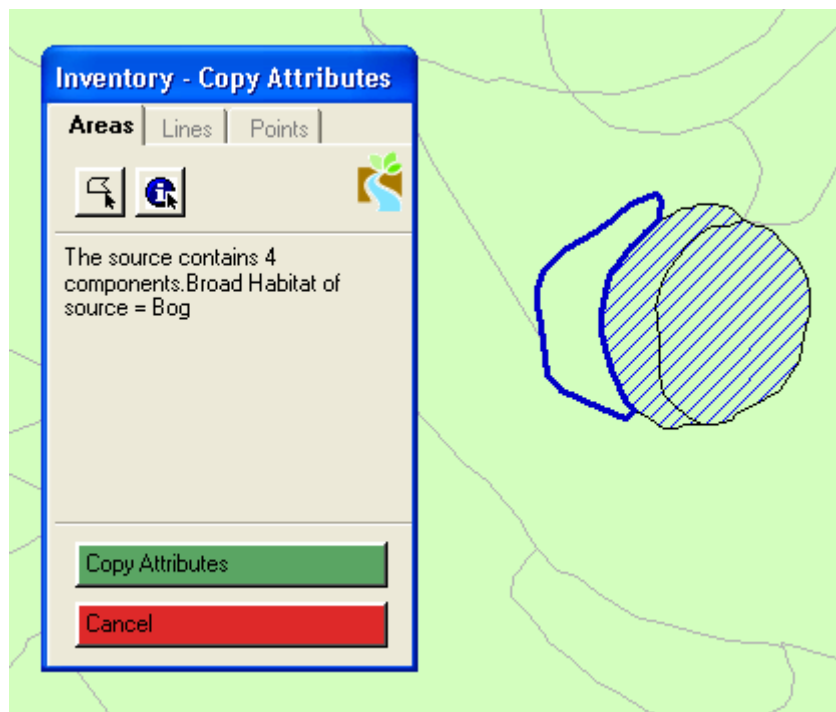 Inventory - Copy Attributes
Areas Lines Points
The source contains 4
components.Broad Habitat of
source = Bog
Copy Attributes
Cancel